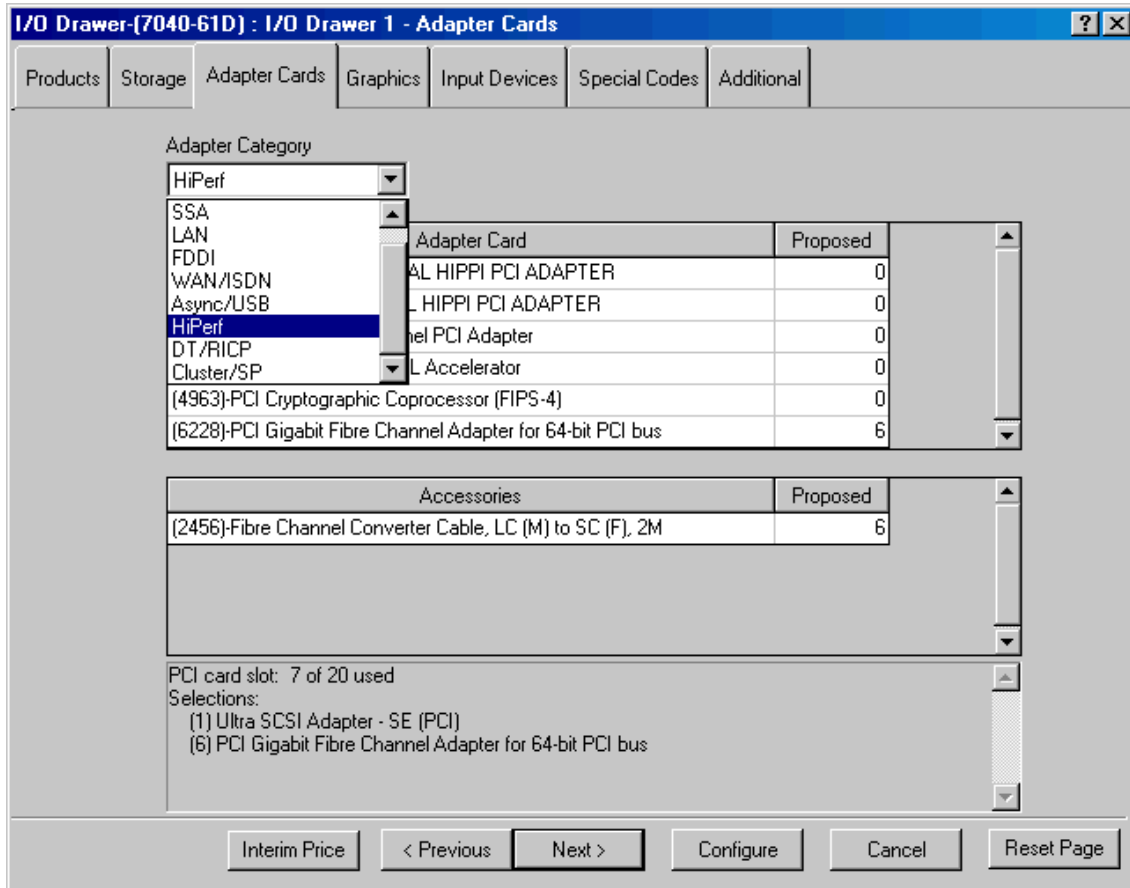 I/O Drawer-(7040-61D) : I/O Drawer 1 - Adapter Cards
Products Storage Adapter Cards Graphics Input Devices Special Codes Additional
Adapter Category
HiPerf
SSA
LAN
FDDI
WAN/ISDN
Async/USB
HiPerf
DT/RICP
Cluster/SP
Adapter Card Proposed
AL HIPPI PCI ADAPTER 0
L HIPPI PCI ADAPTER 0
nel PCI Adapter 0
L Accelerator 0
(4963)-PCI Cryptographic Coprocessor (FIPS-4) 0
(6228)-PCI Gigabit Fibre Channel Adapter for 64-bit PCI bus 6
Accessories Proposed
(2456)-Fibre Channel Converter Cable, LC (M) to SC (F), 2M 6
PCI card slot: 7 of 20 used
Selections:
(1) Ultra SCSI Adapter - SE (PCI)
(6) PCI Gigabit Fibre Channel Adapter for 64-bit PCI bus
Interim Price < Previous Next > Configure Cancel Reset Page